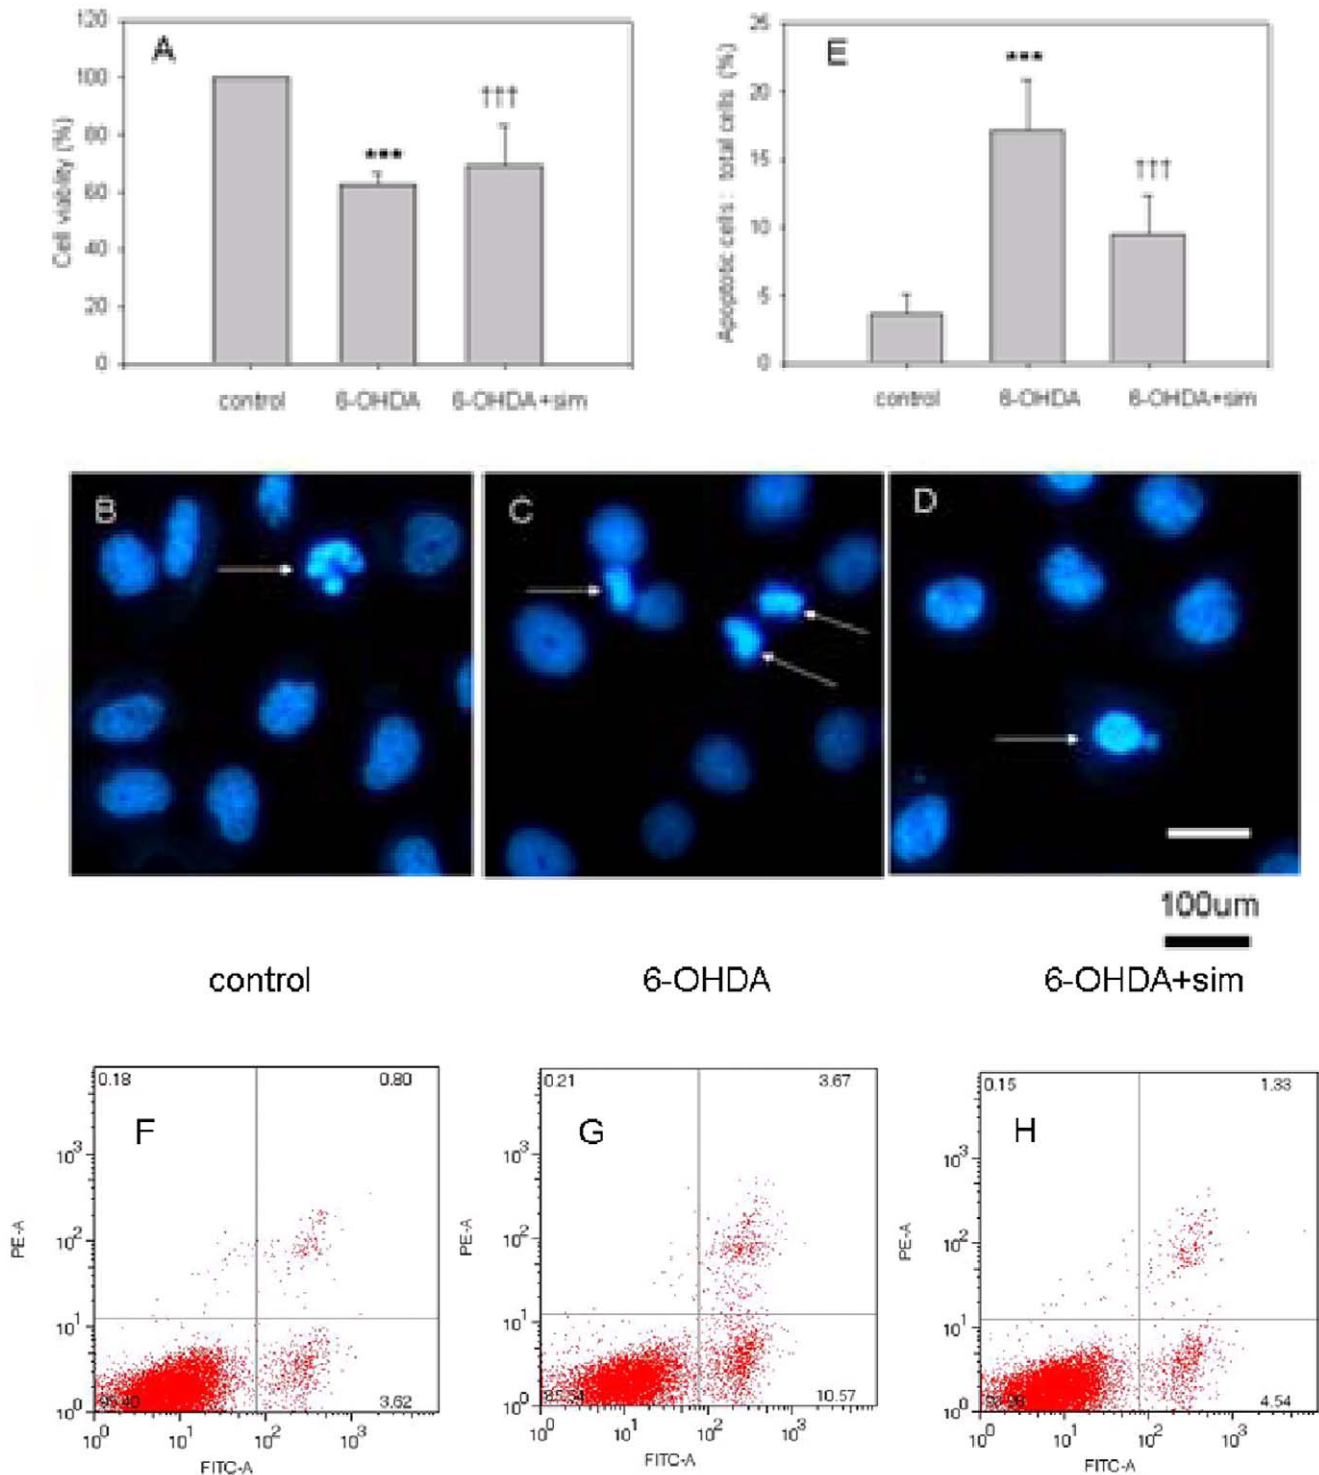 A
120
100
80
60
40
20
0
Cell viablity (%)
***
†††
control 6-OHDA 6-OHDA+sim
E
25
20
15
10
5
0
Apoptotic cells : total cells (%)
***
†††
control 6-OHDA 6-OHDA+sim
B
C
D
100um
control 6-OHDA 6-OHDA+sim
0.18 0.80
F
10³
10²
10¹
10⁰
PE-A
3.62
10⁰ 10¹ 10² 10³
FITC-A
0.21 3.67
G
10³
10²
10¹
10⁰
PE-A
10.57
10⁰ 10¹ 10² 10³
FITC-A
0.15 1.33
H
10³
10²
10¹
10⁰
PE-A
4.54
10⁰ 10¹ 10² 10³
FITC-A